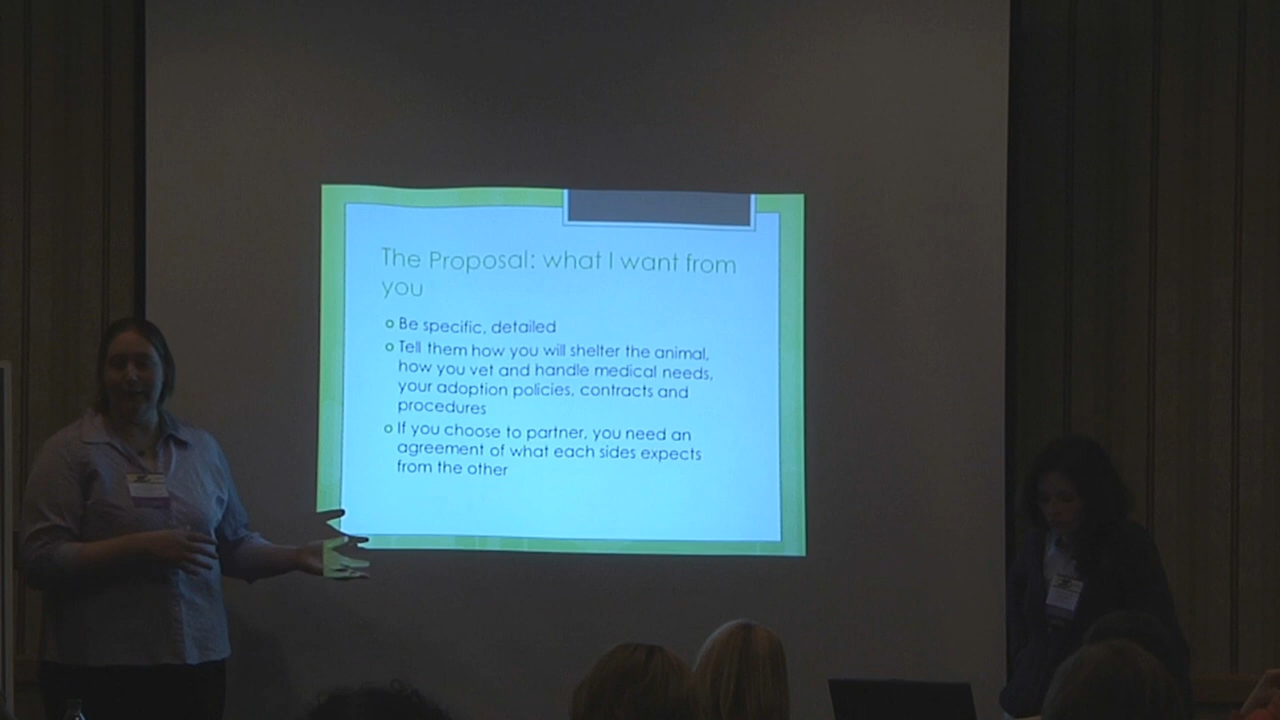 The Proposal: what I want from
you
o Be specific, detailed
o Tell them how you will shelter the animal,
how you vet and handle medical needs,
your adoption policies, contracts and
procedures
o If you choose to partner, you need an
agreement of what each sides expects
from the other